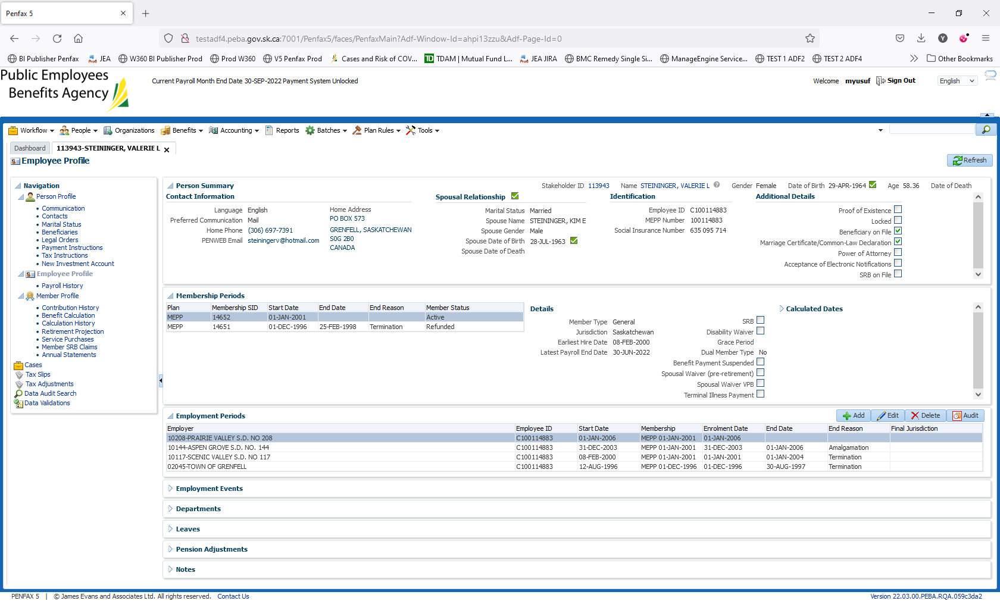 Penfax 5
testadf4.peba.gov.sk.ca:7001/Penfax5/faces/PenfaxMain?Adf-Window-Id=ahpi13zzu&Adf-Page-Id=0
BI Publisher Penfax JEA W360 BI Publisher Prod Prod W360 V5 Penfax Prod Cases and Risk of COV... TDAM | Mutual Fund L... JEA JIRA BMC Remedy Single Si... ManageEngine Service... TEST 1 ADF2 TEST 2 ADF4 Other Bookmarks
Public Employees
Benefits Agency
Current Payroll Month End Date 30-SEP-2022 Payment System Unlocked
Welcome myusuf Sign Out English
Workflow People Organizations Benefits Accounting Reports Batches Plan Rules Tools
Dashboard 113943-STEININGER, VALERIE L
Employee Profile
Refresh
Navigation
Person Profile
Communication
Contacts
Marital Status
Beneficiaries
Legal Orders
Payment Instructions
Tax Instructions
New Investment Account
Employee Profile
Payroll History
Member Profile
Contribution History
Benefit Calculation
Calculation History
Retirement Projection
Service Purchases
Member SRB Claims
Annual Statements
Cases
Tax Slips
Tax Adjustments
Data Audit Search
Data Validations
Person Summary
Stakeholder ID 113943 Name STEININGER, VALERIE L Gender Female Date of Birth 29-APR-1964 Age 58.36 Date of Death
Contact Information
Language English
Preferred Communication Mail
Home Phone (306) 697-7391
PENWEB Email steiningerv@hotmail.com
Home Address
PO BOX 573
GRENFELL, SASKATCHEWAN
S0G 2B0
CANADA
Spousal Relationship
Marital Status Married
Spouse Name STEININGER, KIM E
Spouse Gender Male
Spouse Date of Birth 28-JUL-1963
Spouse Date of Death
Identification
Employee ID C100114883
MEPP Number 100114883
Social Insurance Number 635 095 714
Additional Details
Proof of Existence
Locked
Beneficiary on File
Marriage Certificate/Common-Law Declaration
Power of Attorney
Acceptance of Electronic Notifications
SRB on File
Membership Periods
Plan Membership SID Start Date End Date End Reason Member Status
MEPP 14652 01-JAN-2001 Active
MEPP 14651 01-DEC-1996 25-FEB-1998 Termination Refunded
Details
Member Type General
Jurisdiction Saskatchewan
Earliest Hire Date 08-FEB-2000
Latest Payroll End Date 30-JUN-2022
SRB
Disability Waiver
Grace Period
Dual Member Type No
Benefit Payment Suspended
Spousal Waiver (pre-retirement)
Spousal Waiver VPB
Terminal Illness Payment
Calculated Dates
Employment Periods
Add Edit Delete Audit
Employer Employee ID Start Date Membership Enrolment Date End Date End Reason Final Jurisdiction
10208-PRAIRIE VALLEY S.D. NO 208 C100114883 01-JAN-2006 MEPP 01-JAN-2001 01-JAN-2006
10144-ASPEN GROVE S.D. NO. 144 C100114883 31-DEC-2003 MEPP 01-JAN-2001 31-DEC-2003 01-JAN-2006 Amalgamation
10117-SCENIC VALLEY S.D. NO 117 C100114883 08-FEB-2000 MEPP 01-JAN-2001 01-JAN-2001 01-JAN-2004 Termination
02045-TOWN OF GRENFELL C100114883 12-AUG-1996 MEPP 01-DEC-1996 01-DEC-1996 30-AUG-1997 Termination
Employment Events
Departments
Leaves
Pension Adjustments
Notes
PENFAX 5 | © James Evans and Associates Ltd. All rights reserved. Contact Us
Version 22.03.00.PEBA.RQA.059c3da2